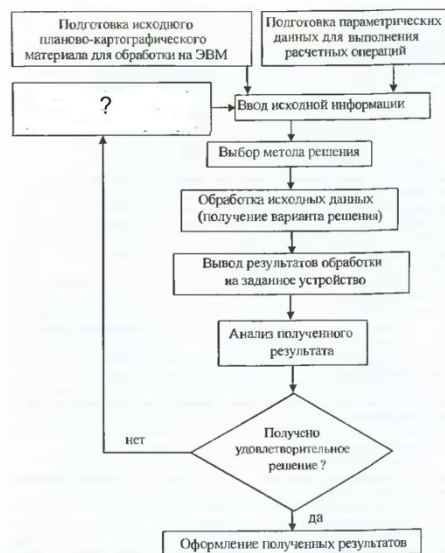 Подготовка исходного
планово-картографического
материала для обработки на ЭВМ
Подготовка параметрических
данных для выполнения
расчетных операций
?
Ввод исходной информации
Выбор метода решения
Обработка исходных данных
(получение варианта решения)
Вывод результатов обработки
на заданное устройство
Анализ полученного
результата
нет
Получено
удовлетворительное
решение ?
да
Оформление полученных результатов